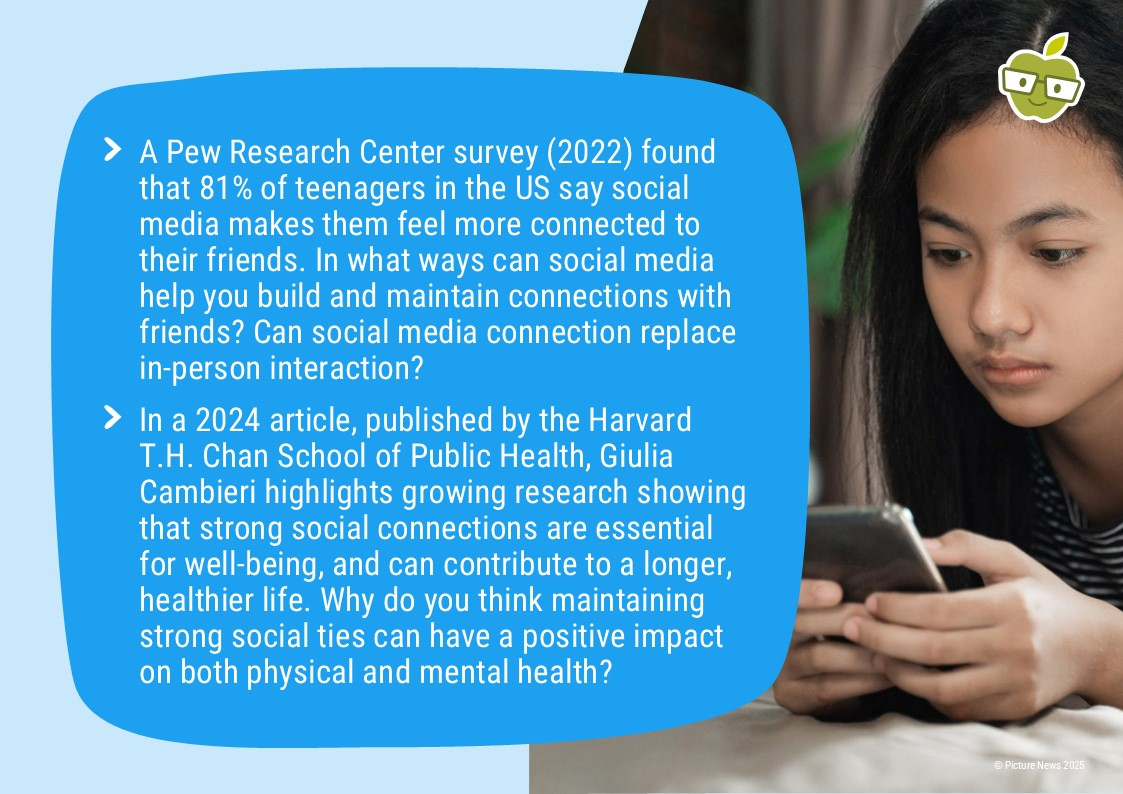 A Pew Research Center survey (2022) found
that 81% of teenagers in the US say social
media makes them feel more connected to
their friends. In what ways can social media
help you build and maintain connections with
friends? Can social media connection replace
in-person interaction?
In a 2024 article, published by the Harvard
T.H. Chan School of Public Health, Giulia
Cambieri highlights growing research showing
that strong social connections are essential
for well-being, and can contribute to a longer,
healthier life. Why do you think maintaining
strong social ties can have a positive impact
on both physical and mental health?
© Picture News 2025